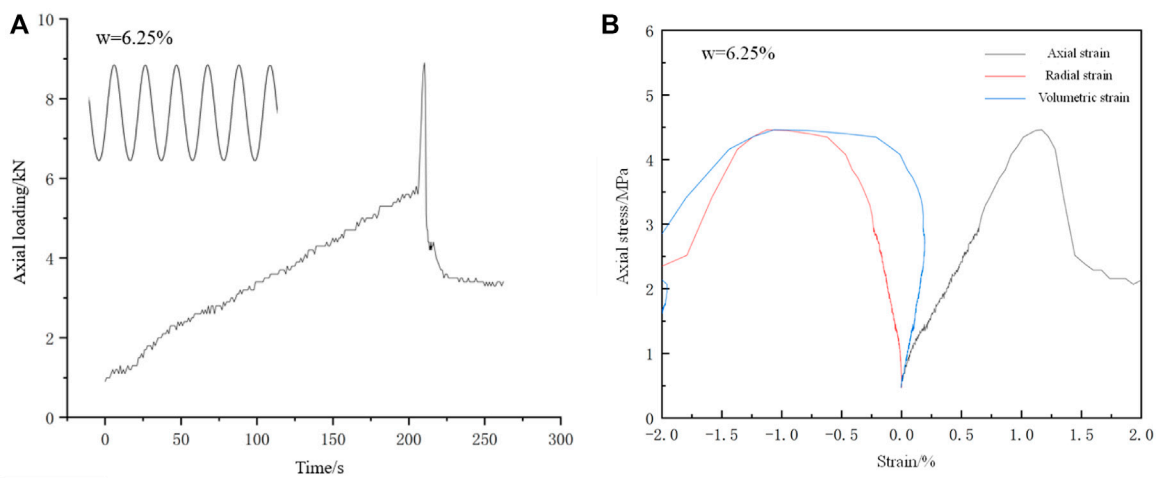 A
w=6.25%
Axial loading/kN
10
8
6
4
2
0
0 50 100 150 200 250 300
Time/s
B
w=6.25%
Axial strain
Radial strain
Volumetric strain
Axial stress/MPa
6
5
4
3
2
1
0
-2.0 -1.5 -1.0 -0.5 0.0 0.5 1.0 1.5 2.0
Strain/%